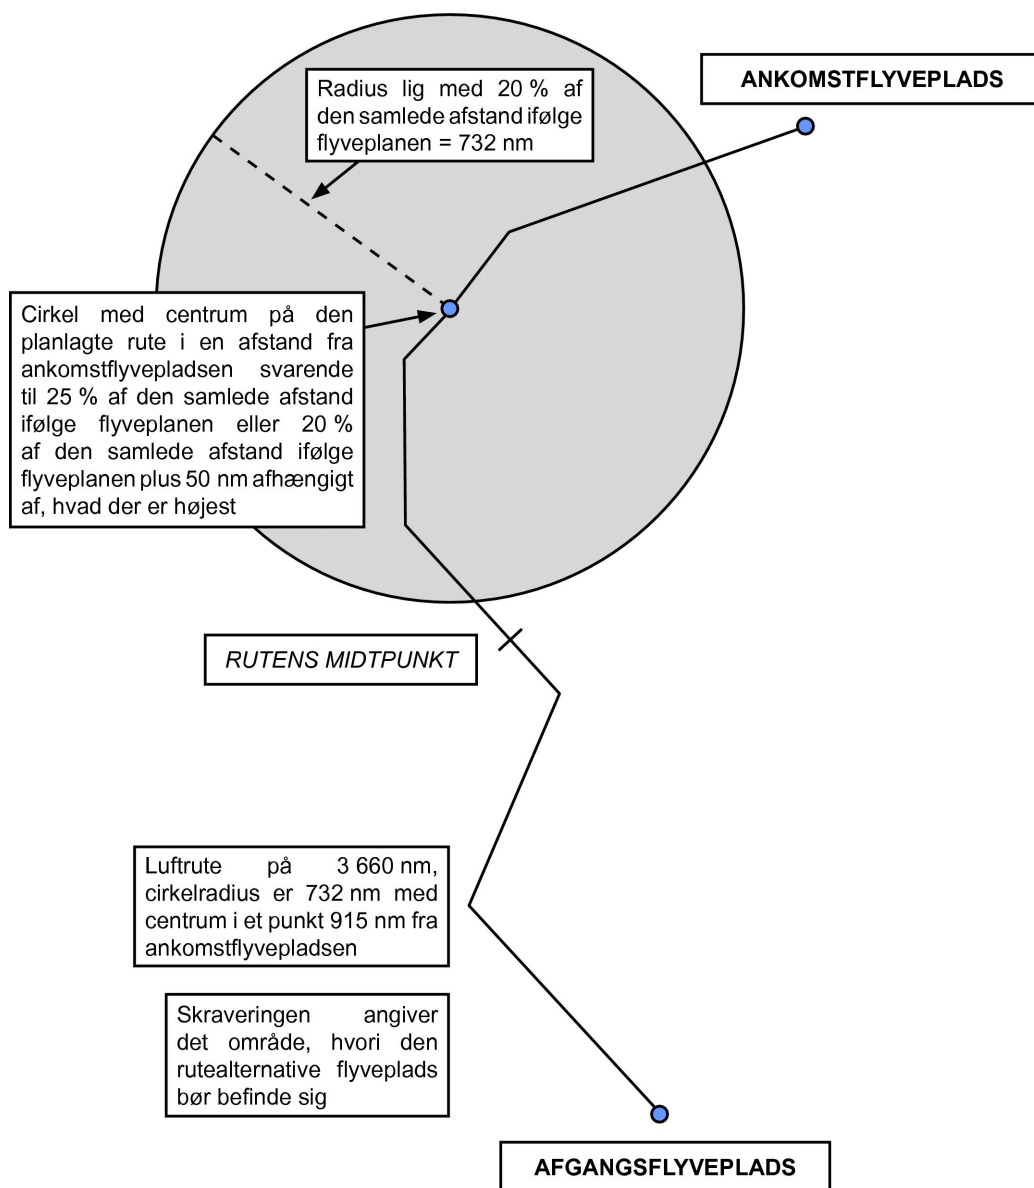 ANKOMSTFLYVEPLADS
Radius lig med 20 % af
den samlede afstand ifølge
flyveplanen = 732 nm
Cirkel med centrum på den
planlagte rute i en afstand fra
ankomstflyvepladsen svarende
til 25 % af den samlede afstand
ifølge flyveplanen eller 20 %
af den samlede afstand ifølge
flyveplanen plus 50 nm afhængigt
af, hvad der er højest
RUTENS MIDTPUNKT
Luftrute på 3 660 nm,
cirkelradius er 732 nm med
centrum i et punkt 915 nm fra
ankomstflyvepladsen
Skraveringen angiver
det område, hvori den
rutealternative flyveplads
bør befinde sig
AFGANGSFLYVEPLADS